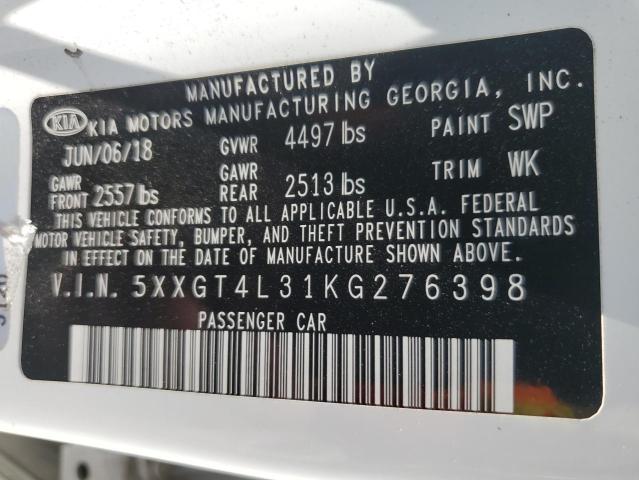 MANUFACTURED BY
KIA KIA MOTORS MANUFACTURING GEORGIA, INC.
JUN/06/18 GVWR 4497 lbs PAINT SWP
GAWR FRONT 2557 lbs GAWR REAR 2513 lbs TRIM WK
THIS VEHICLE CONFORMS TO ALL APPLICABLE U.S.A. FEDERAL
MOTOR VEHICLE SAFETY, BUMPER, AND THEFT PREVENTION STANDARDS
IN EFFECT ON THE DATE OF MANUFACTURE SHOWN ABOVE.
V.I.N. 5XXGT4L31KG276398
PASSENGER CAR